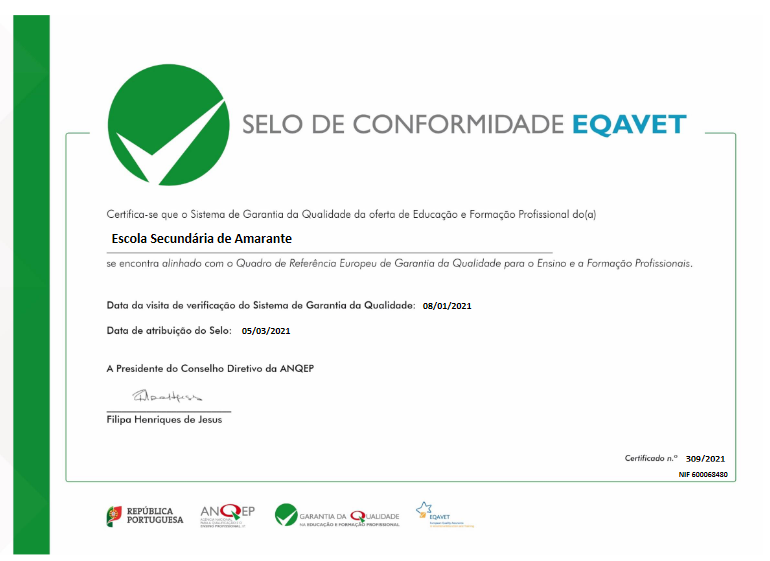 SELO DE CONFORMIDADE EQAVET
Certifica-se que o Sistema de Garantia da Qualidade da oferta de Educação e Formação Profissional do(a)
Escola Secundária de Amarante
se encontra alinhado com o Quadro de Referência Europeu de Garantia da Qualidade para o Ensino e a Formação Profissionais.
Data da visita de verificação do Sistema de Garantia da Qualidade: 08/01/2021
Data de atribuição do Selo: 05/03/2021
A Presidente do Conselho Diretivo da ANQEP
Filipa Henriques de Jesus
Certificado n.º 309/2021
NIF 600068480
REPÚBLICA
PORTUGUESA
ANQEP
GARANTIA DA QUALIDADE
NA EDUCAÇÃO E FORMAÇÃO PROFISSIONAL
EQAVET